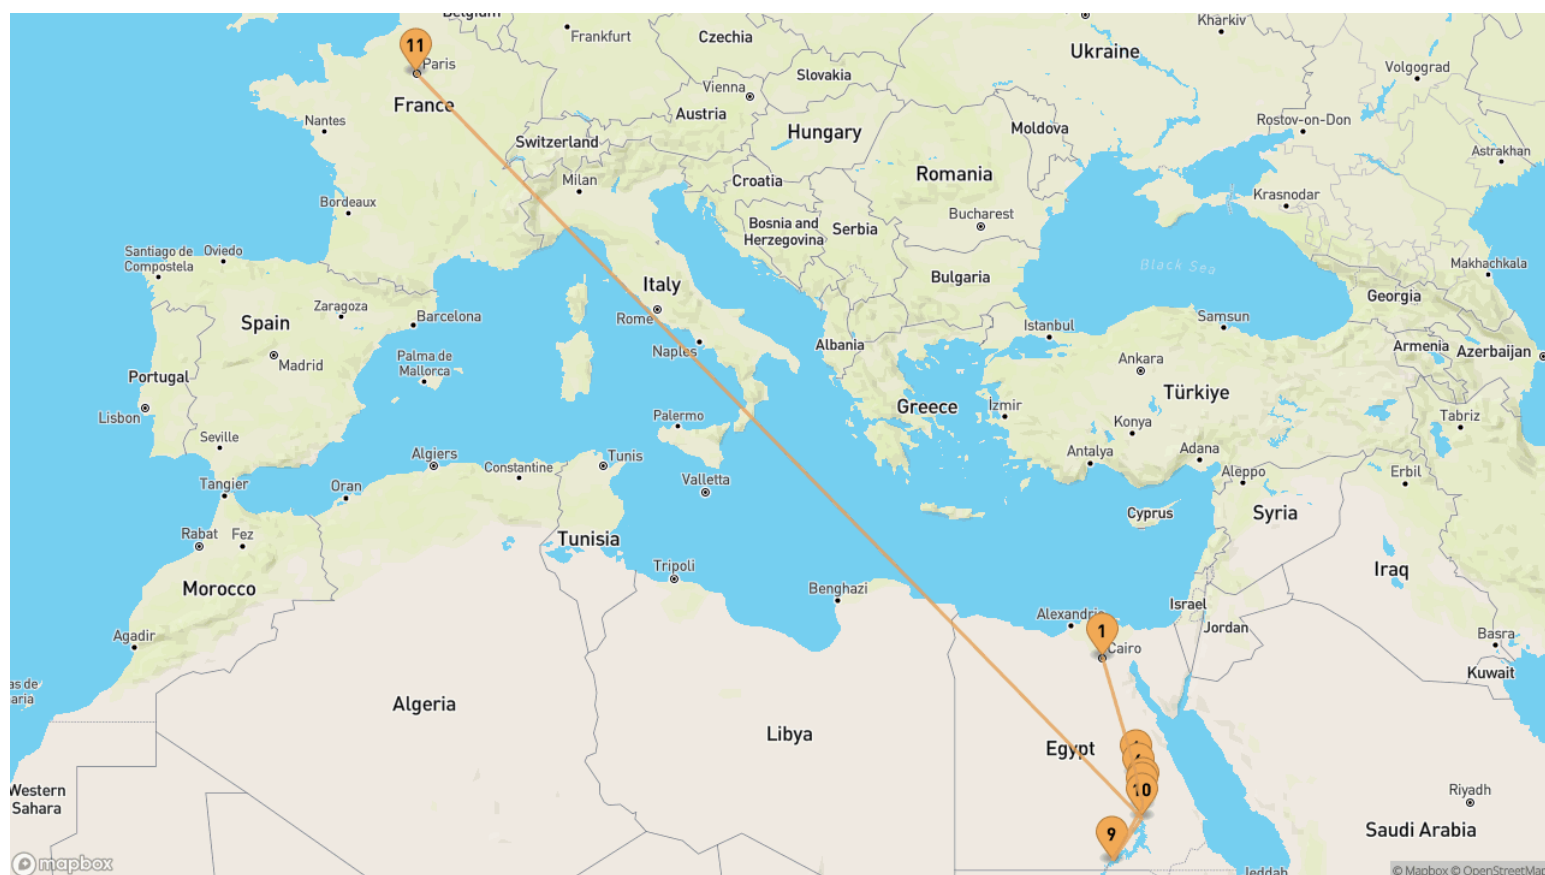 Belgium
Kharkiv
11
Frankfurt
Czechia
Ukraine
Paris
Slovakia
Volgograd
Vienna
France
Austria
Nantes
Hungary
Moldova
Rostov-on-Don
Switzerland
Astrakhan
Milan
Croatia
Romania
Krasnodar
Bordeaux
Bucharest
Bosnia and
Herzegovina
Serbia
Santiago de
Compostela
Oviedo
Black Sea
Makhachkala
Bulgaria
Italy
Georgia
Zaragoza
Barcelona
Rome
Samsun
Spain
Istanbul
Naples
Albania
Armenia
Azerbaijan
Madrid
Palma de
Mallorca
Ankara
Portugal
Türkiye
Greece
İzmir
Lisbon
Palermo
Konya
Tabriz
Seville
Algiers
Tunis
Antalya
Adana
Constantine
Aleppo
Erbil
Tangier
Oran
Valletta
Cyprus
Syria
Rabat
Fez
Tunisia
Tripoli
Iraq
Morocco
Benghazi
Israel
Alexandri
Jordan
Agadir
1
Basra
Cairo
Kuwait
as de
aria
Algeria
Libya
Egypt
Western
Sahara
10
Riyadh
9
Saudi Arabia
mapbox
Jeddah
© Mapbox © OpenStreetMap